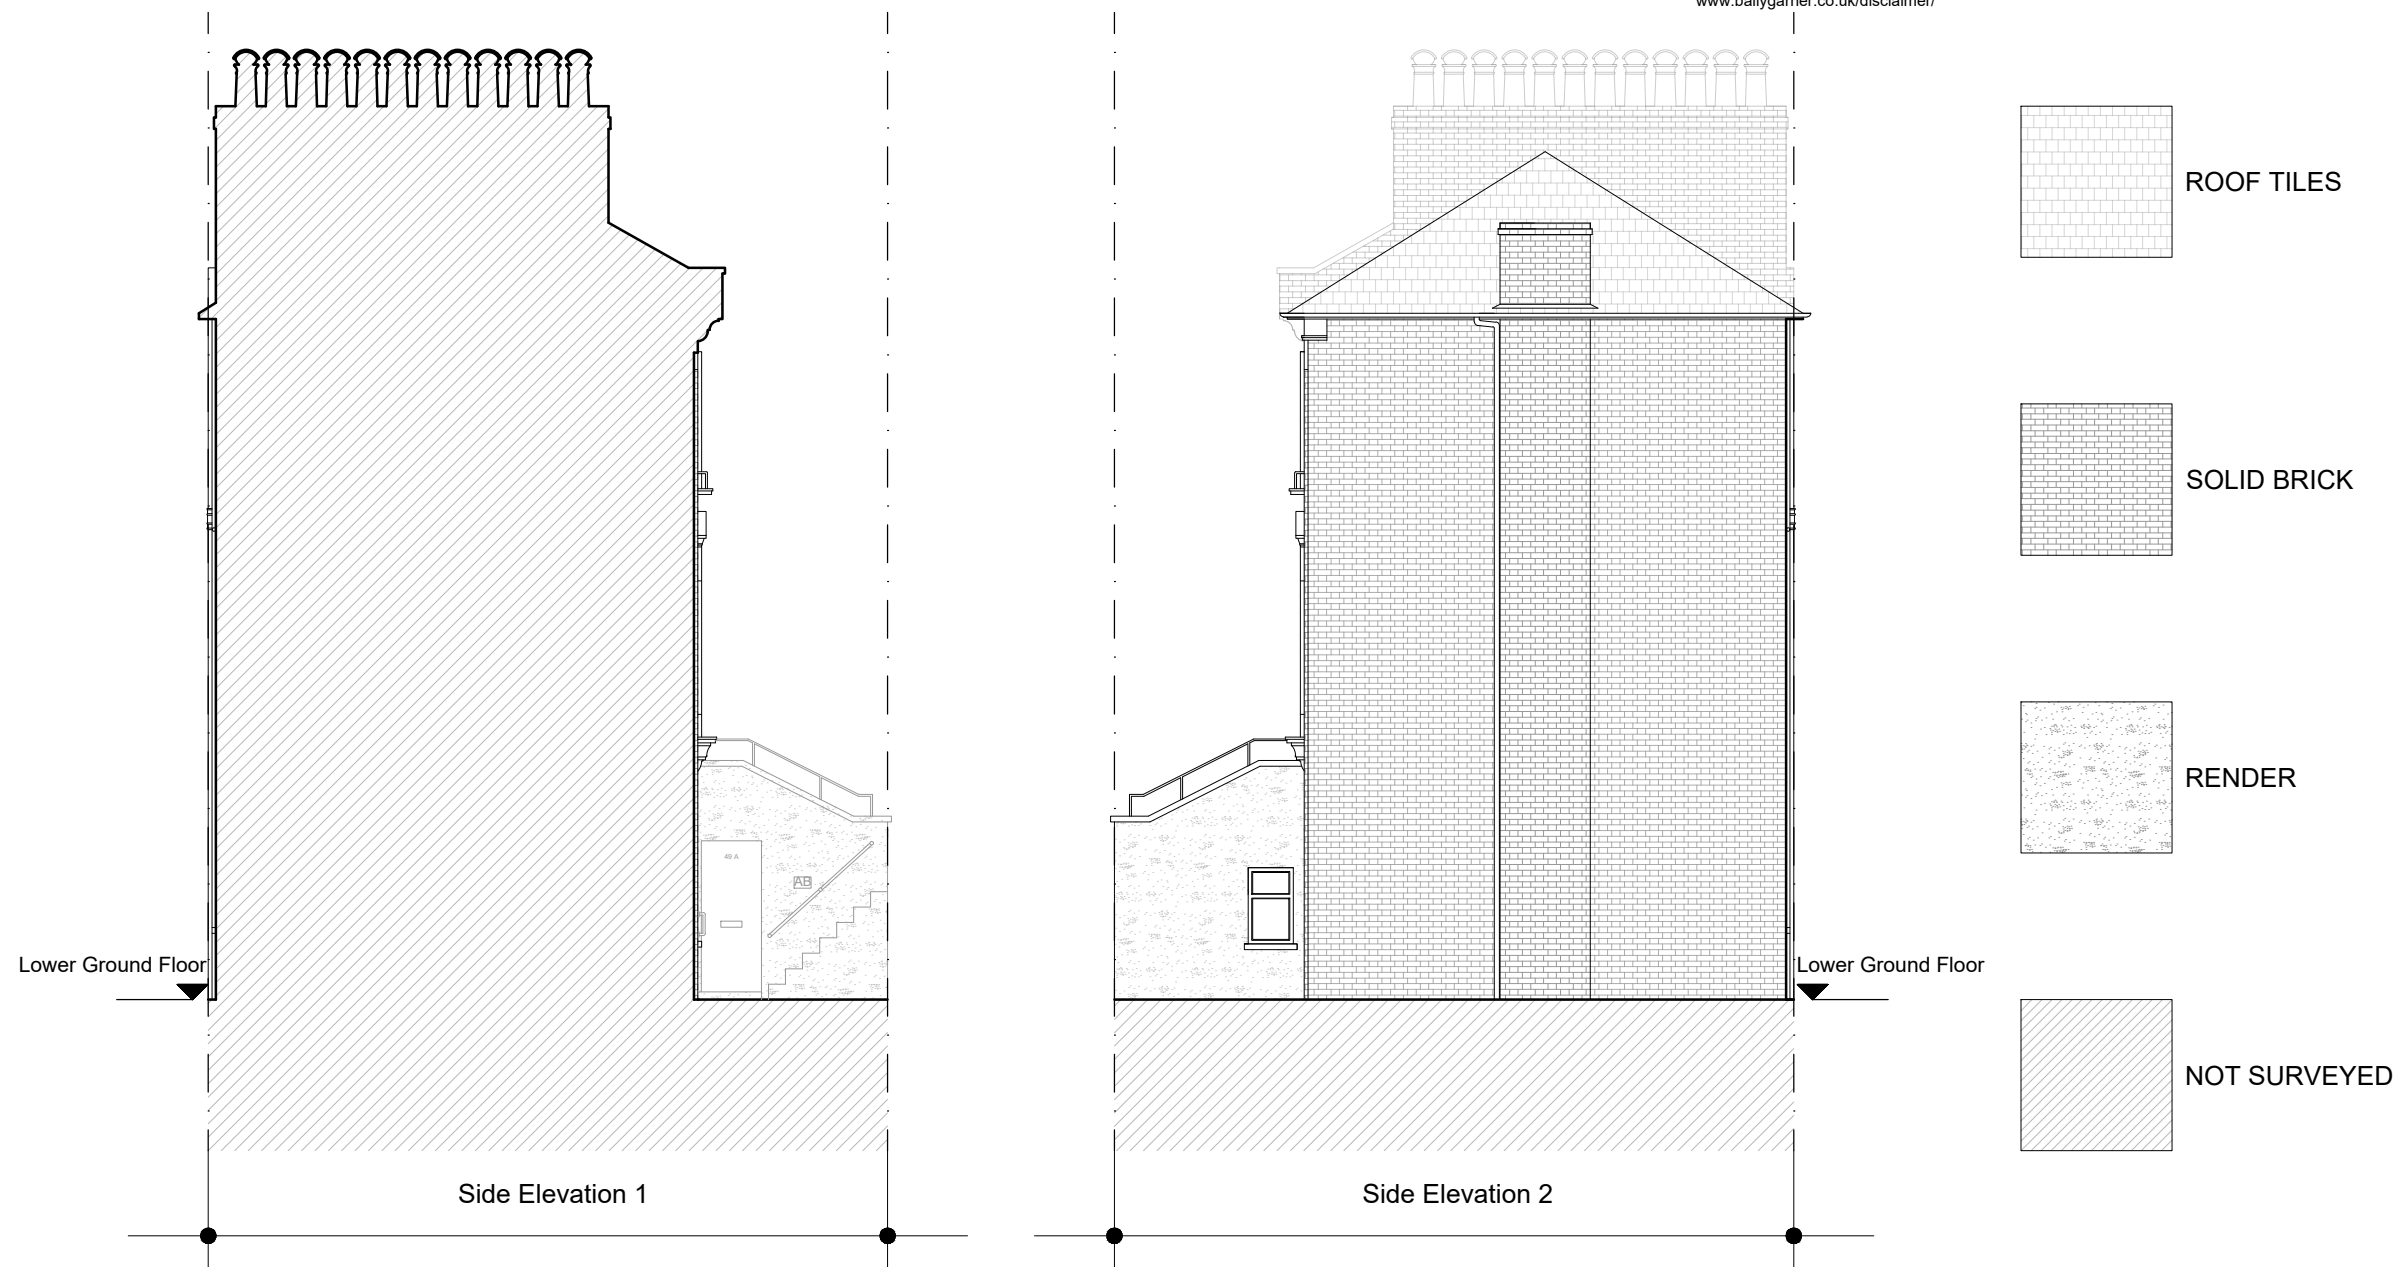 www.ballygarner.co.uk/disclaimer/
ROOF TILES
SOLID BRICK
RENDER
49 A
AB
Lower Ground Floor
Lower Ground Floor
NOT SURVEYED
Side Elevation 1
Side Elevation 2